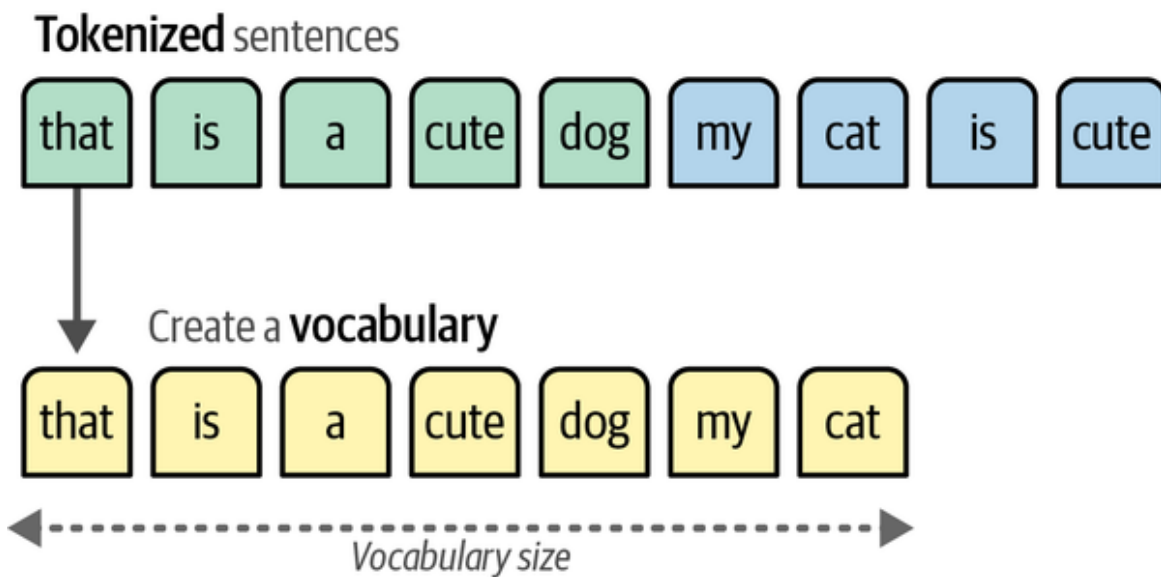 Tokenized sentences
that is a cute dog my cat is cute
Create a vocabulary
that is a cute dog my cat
Vocabulary size